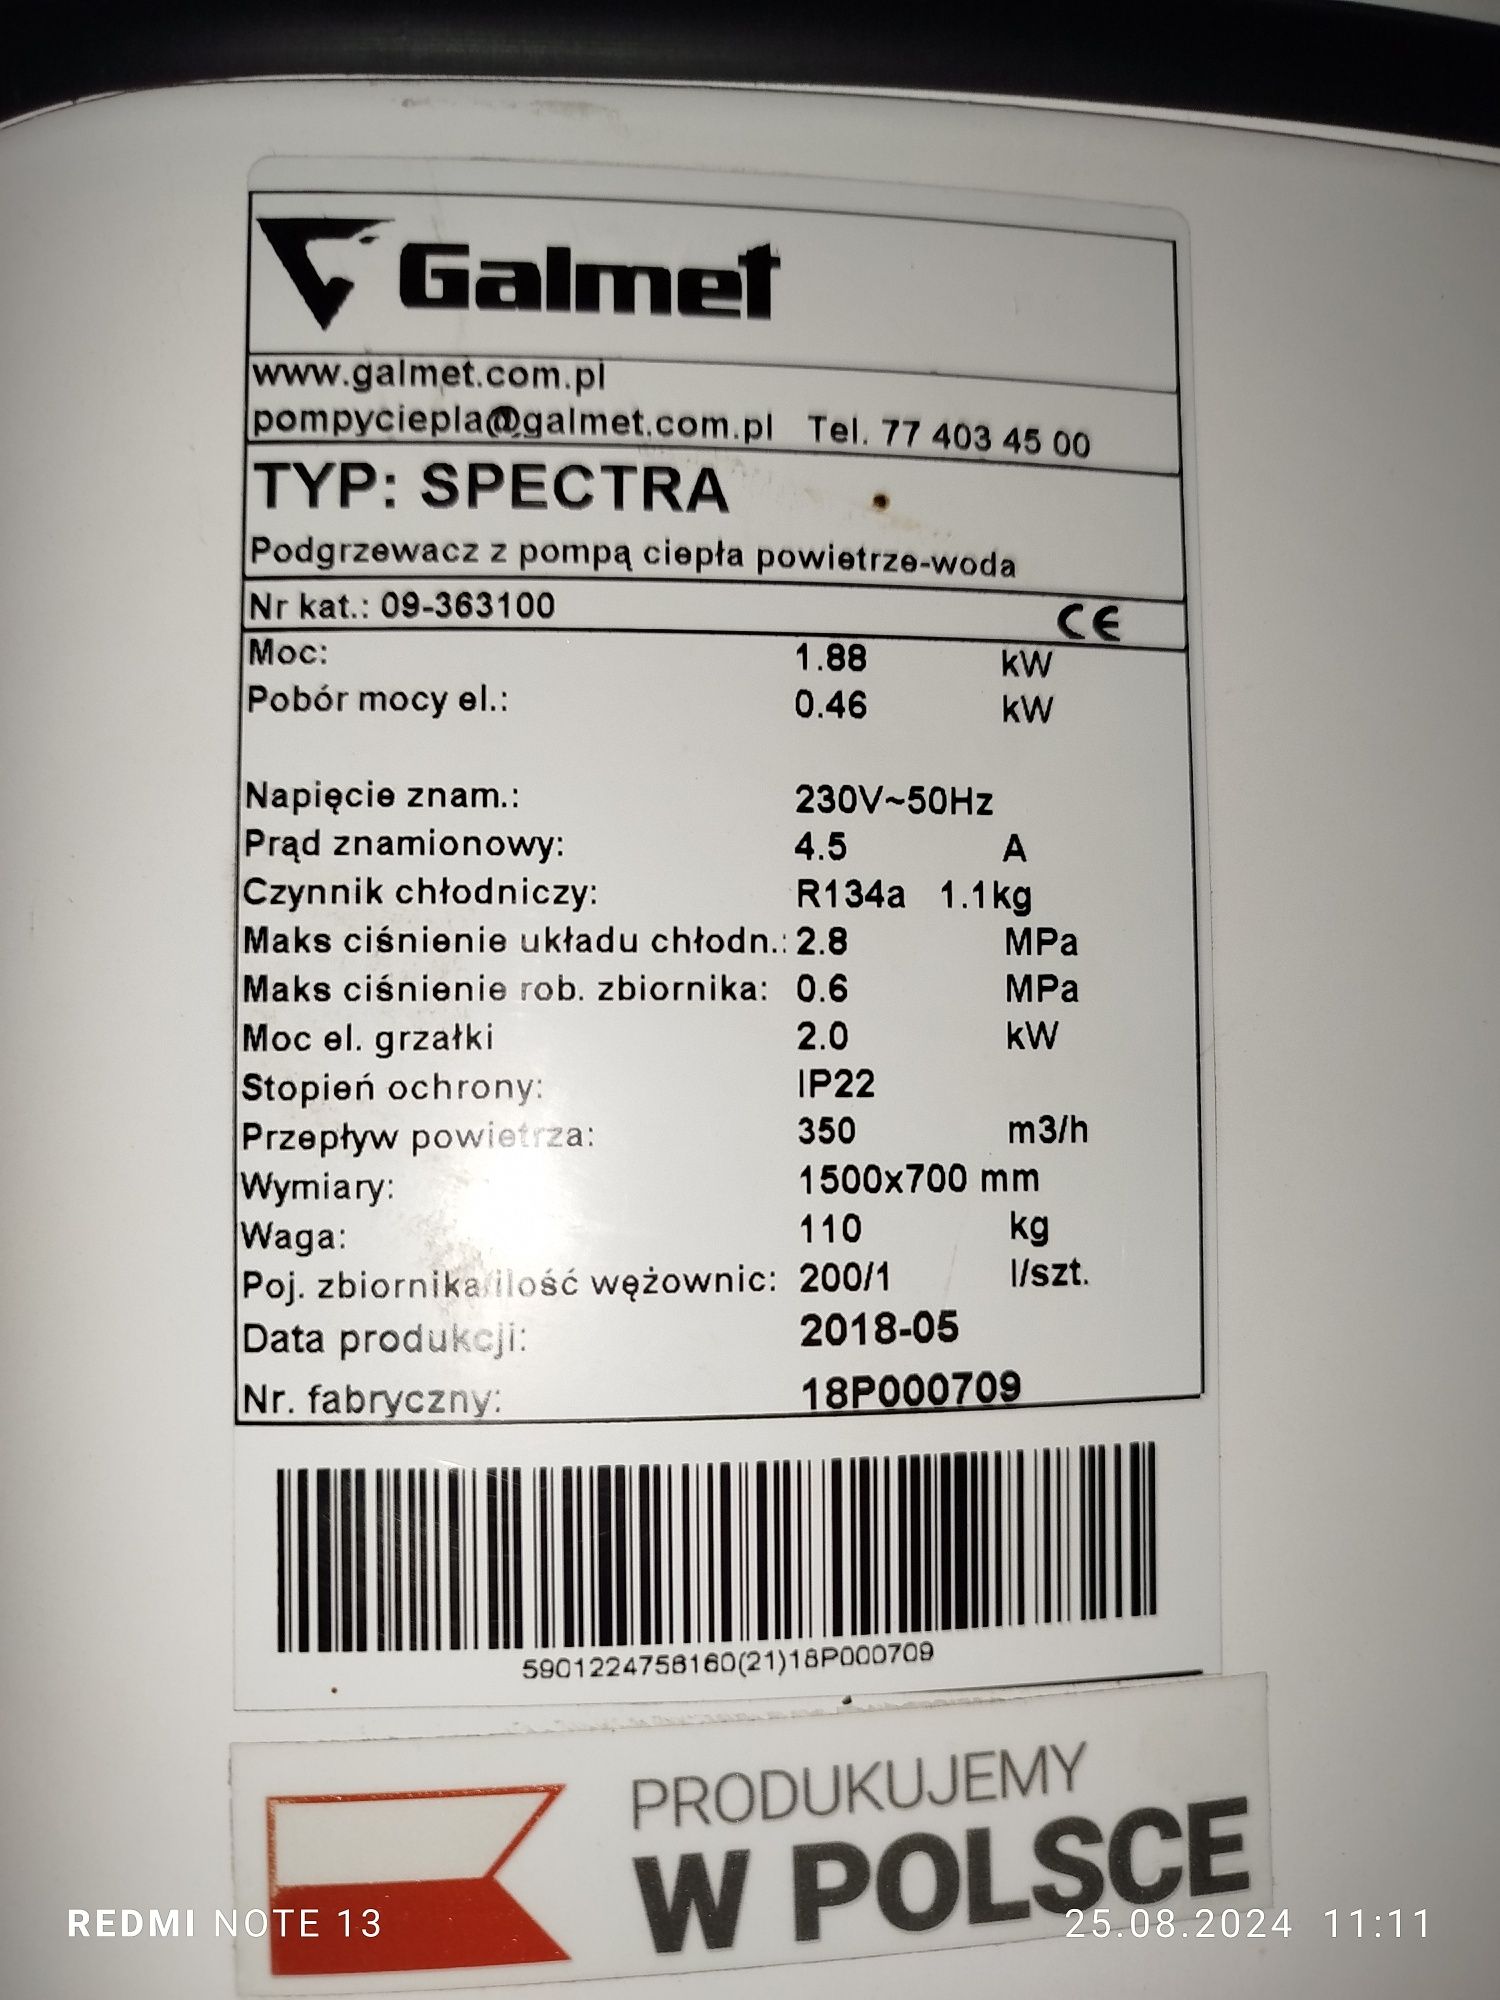 Galmet
www.galmet.com.pl
pompyciepla@galmet.com.pl Tel. 77 403 45 00
TYP: SPECTRA
Podgrzewacz z pompą ciepła powietrze-woda
Nr kat.: 09-363100 CE
Moc: 1.88 kW
Pobór mocy el.: 0.46 kW
Napięcie znam.: 230V~50Hz
Prąd znamionowy: 4.5 A
Czynnik chłodniczy: R134a 1.1kg
Maks ciśnienie układu chłodn.: 2.8 MPa
Maks ciśnienie rob. zbiornika: 0.6 MPa
Moc el. grzałki 2.0 kW
Stopień ochrony: IP22
Przepływ powietrza: 350 m3/h
Wymiary: 1500x700 mm
Waga: 110 kg
Poj. zbiornika/ilość wężownic: 200/1 l/szt.
Data produkcji: 2018-05
Nr. fabryczny: 18P000709
5901224758160(21)18P000709
PRODUKUJEMY
W POLSCE
REDMI NOTE 13 25.08.2024 11:11